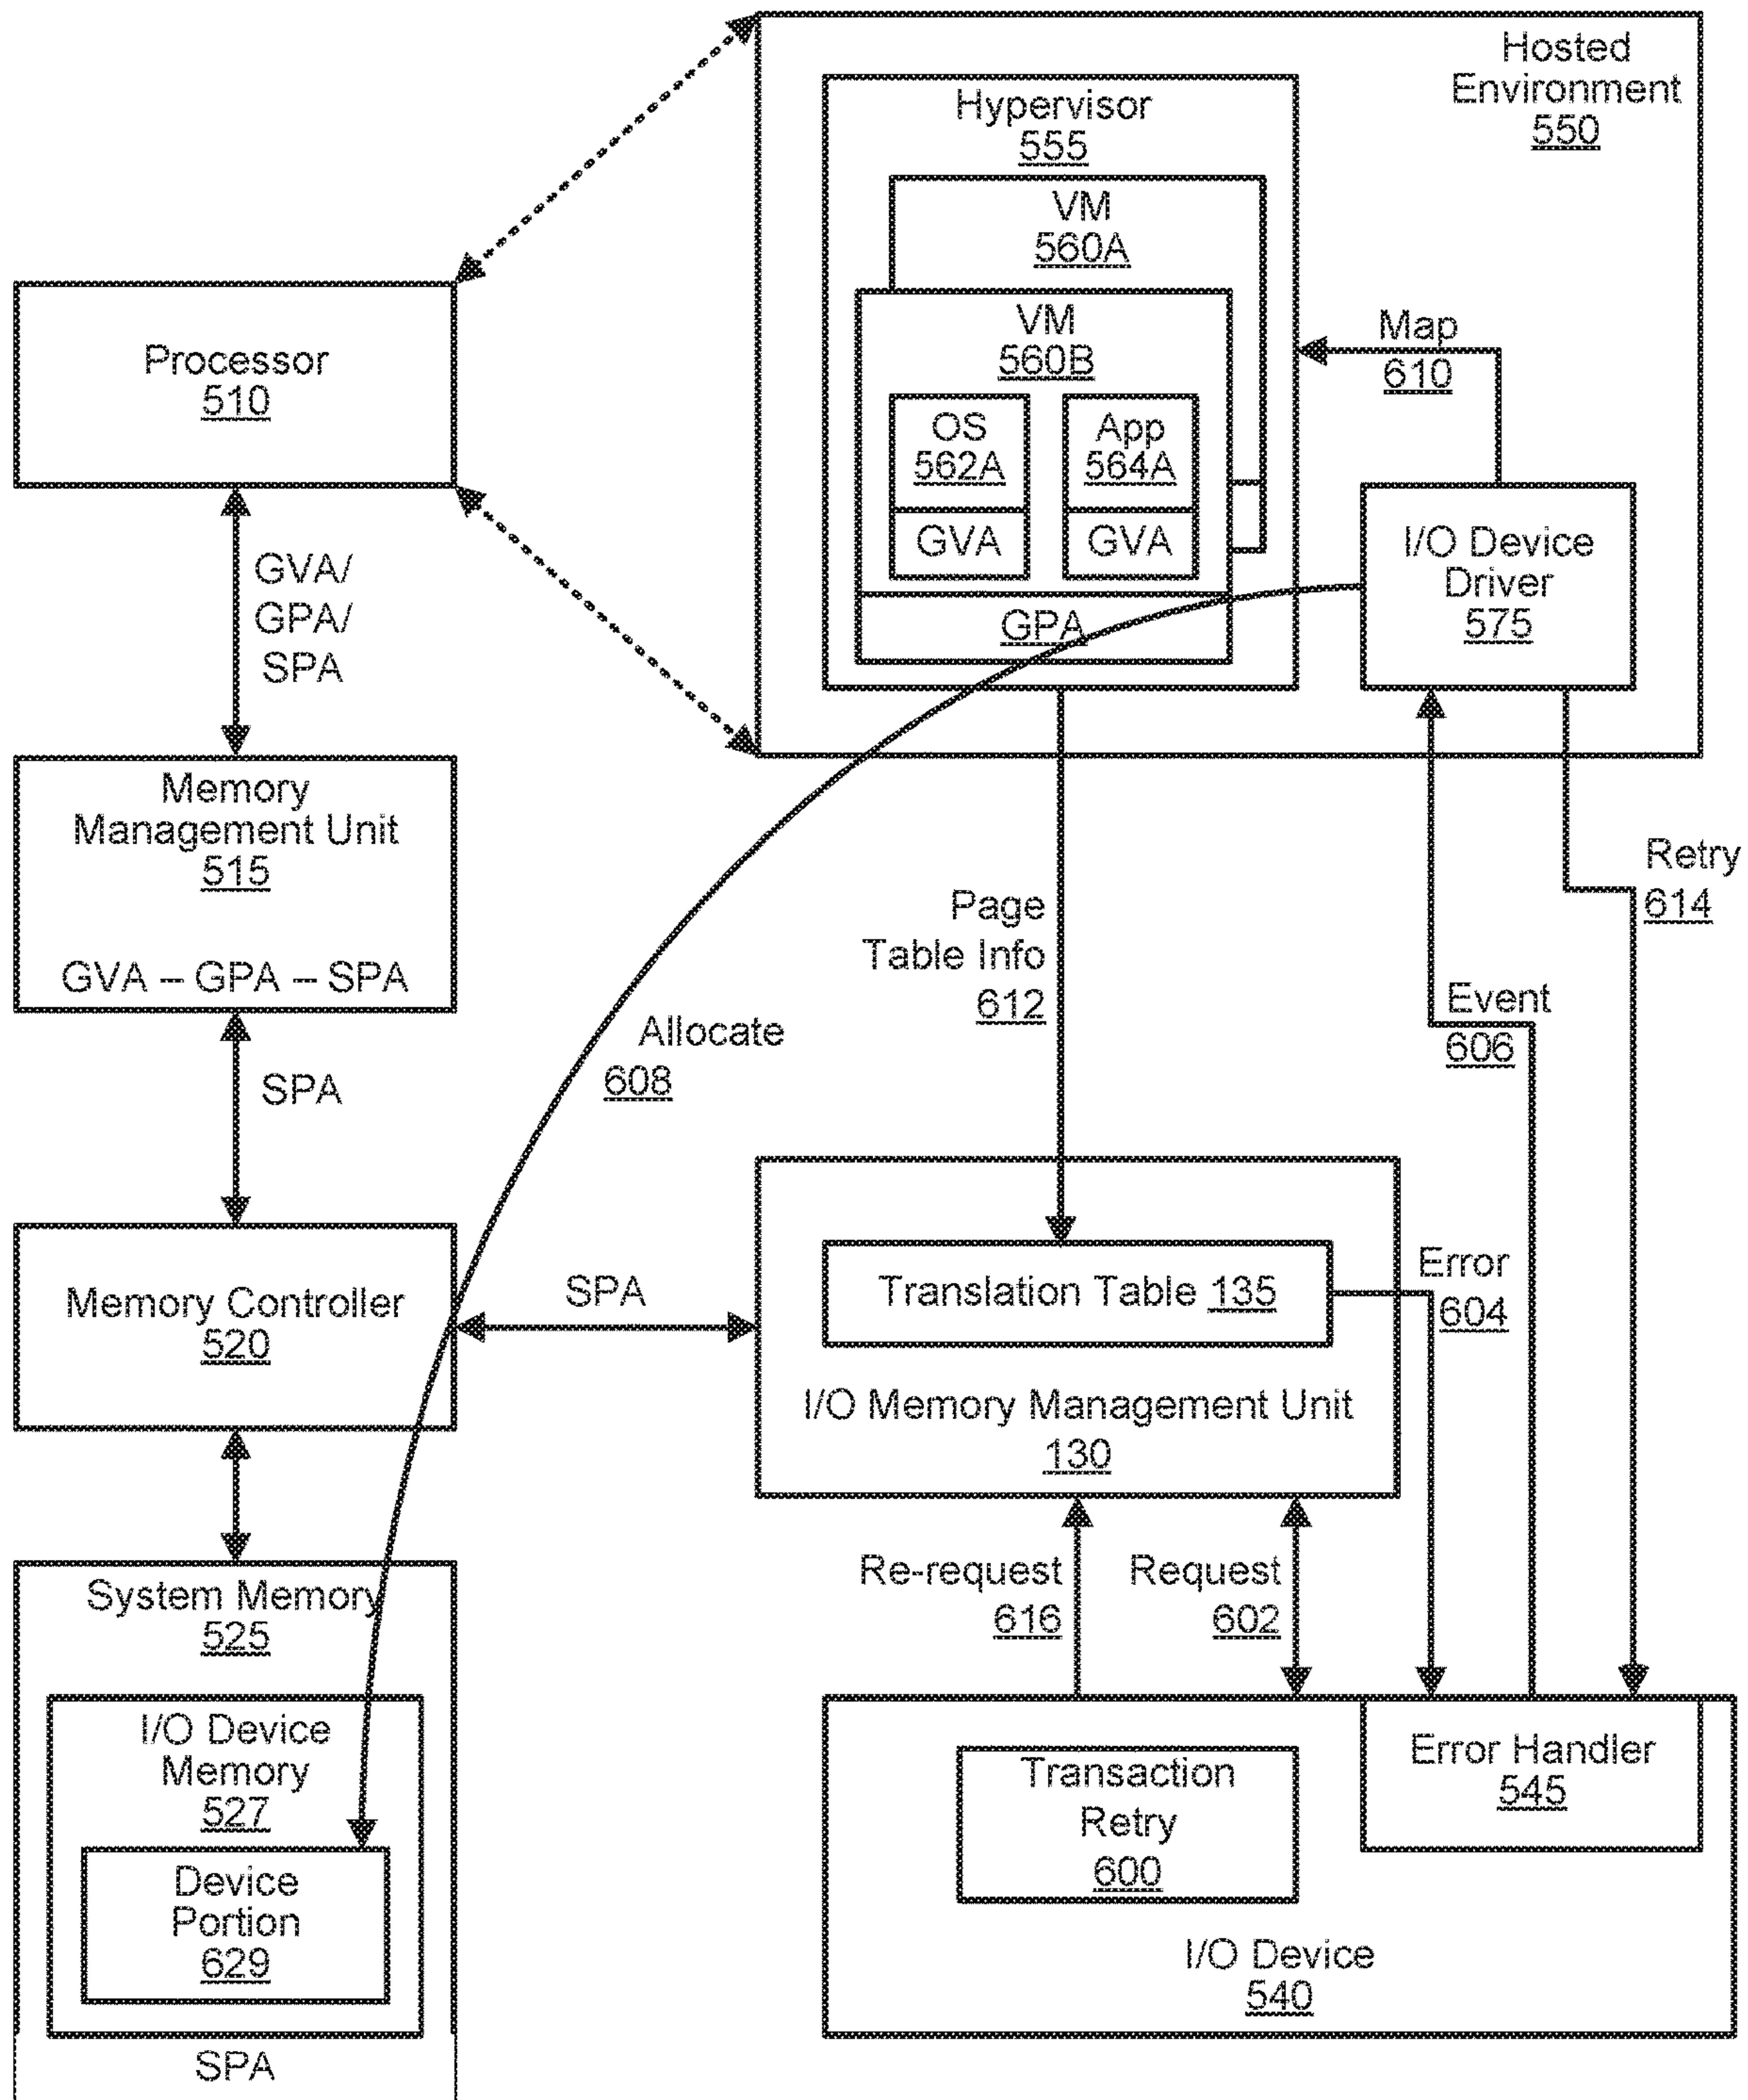 Hosted
Environment
550
Hypervisor
555
VM
560A
VM
560B
OS
562A
App
564A
GVA
GVA
GPA
Map
610
I/O Device
Driver
575
Processor
510
GVA/
GPA/
SPA
Memory
Management Unit
515
GVA -- GPA -- SPA
SPA
Page
Table Info
612
Retry
614
Event
606
Allocate
608
Memory Controller
520
SPA
Translation Table 135
I/O Memory Management Unit
130
Error
604
Re-request
616
Request
602
System Memory
525
I/O Device
Memory
527
Device
Portion
629
SPA
Transaction
Retry
600
Error Handler
545
I/O Device
540